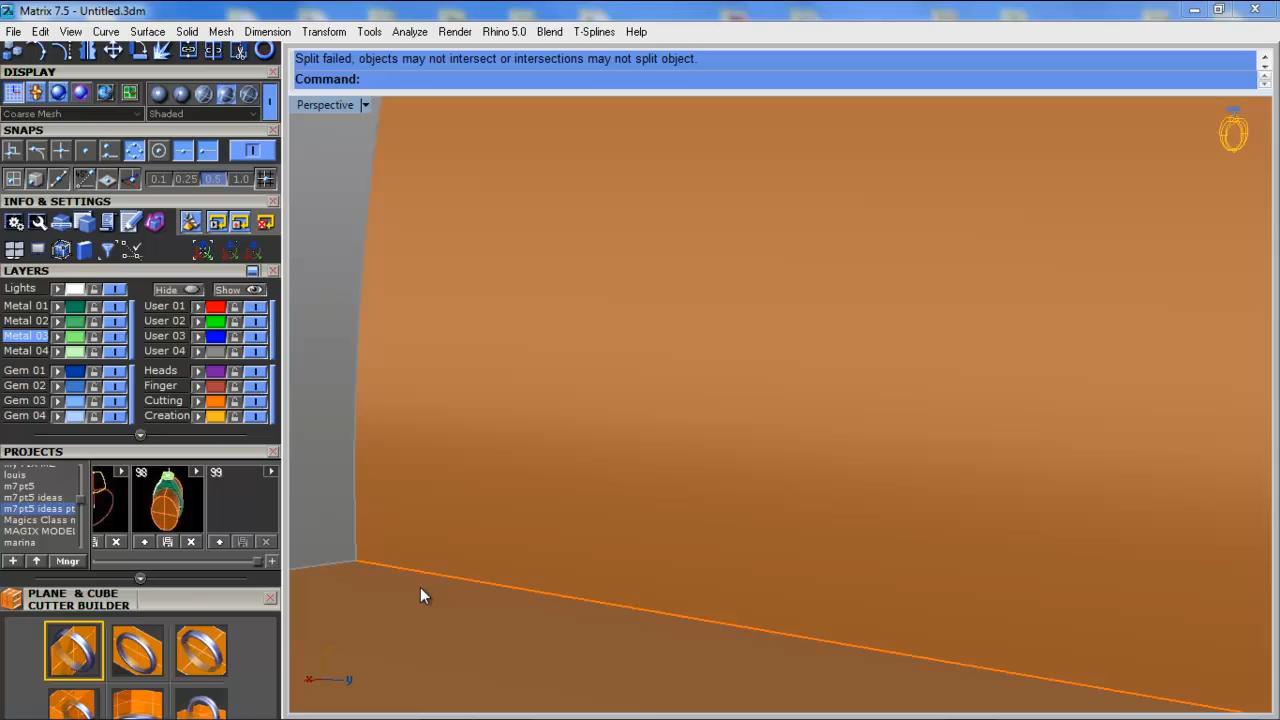 Matrix 7.5 - Untitled.3dm
File Edit View Curve Surface Solid Mesh Dimension Transform Tools Analyze Render Rhino 5.0 Blend T-Splines Help
Split failed, objects may not intersect or intersections may not split object.
Command:
Perspective
DISPLAY
Coarse Mesh Shaded
SNAPS
0.1 0.25 0.5 1.0
INFO & SETTINGS
LAYERS
Lights Hide Show
Metal 01 User 01
Metal 02 User 02
Metal 03 User 03
Metal 04 User 04
Gem 01 Heads
Gem 02 Finger
Gem 03 Cutting
Gem 04 Creation
PROJECTS
98 99
louis
m7pt5
m7pt5 ideas
m7pt5 ideas pt
Magics Class n
MAGIX MODEL
marina
Mngr
PLANE & CUBE
CUTTER BUILDER
x y